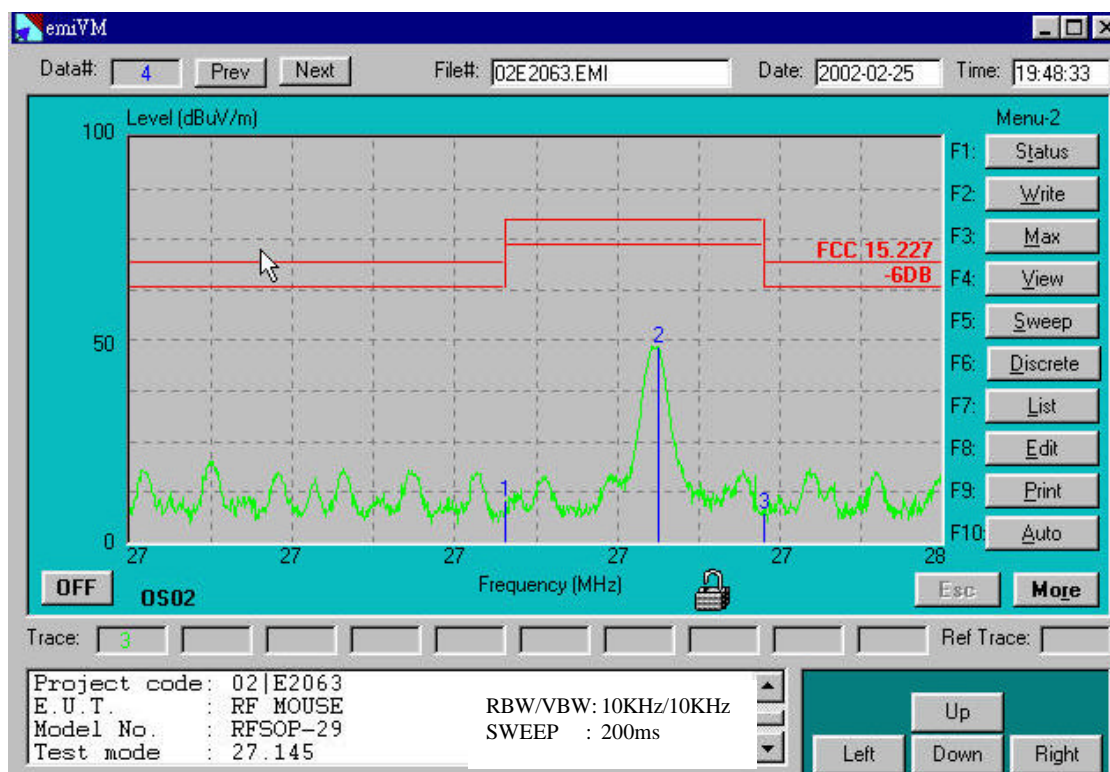 emiVM
Data#: 4 Prev Next File#: 02E2063.EMI Date: 2002-02-25 Time: 19:48:33
Level (dBuV/m) Menu-2
100
F1: Status
F2: Write
F3: Max
FCC 15.227
-6DB
F4: View
F5: Sweep
2
50
F6: Discrete
F7: List
F8: Edit
1
F9: Print
3
0
F10: Auto
27 27 27 27 27 28
Frequency (MHz)
OFF OS02 Esc More
Trace: 3 Ref Trace:
Project code: 02|E2063
E.U.T. : RF MOUSE
Model No. : RFSOP-29
Test mode : 27.145
RBW/VBW: 10KHz/10KHz
SWEEP : 200ms
Up
Left Down Right